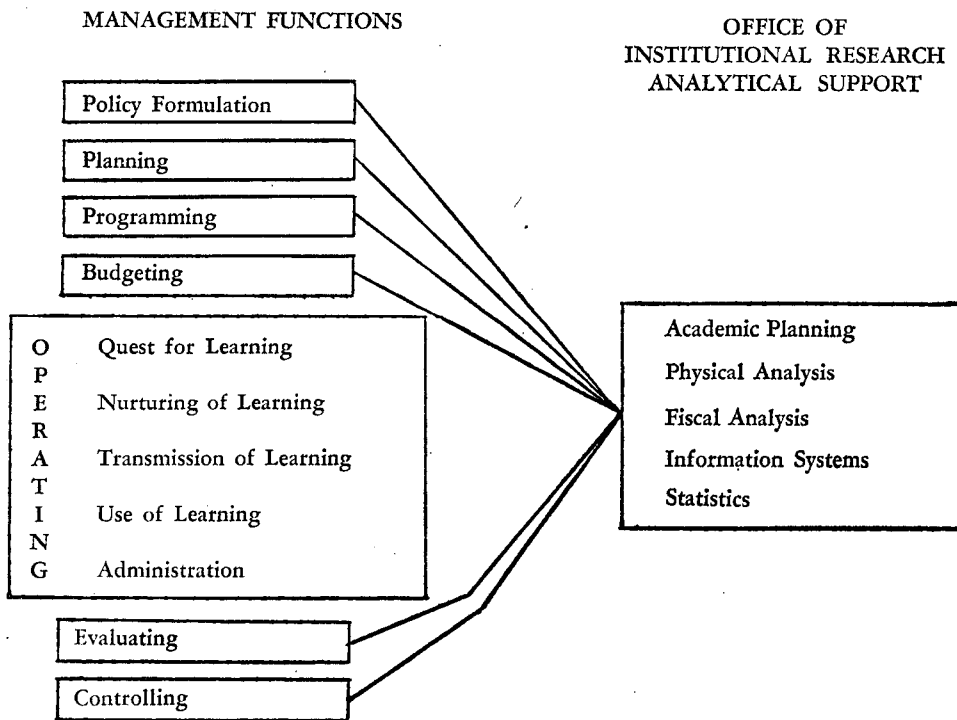 MANAGEMENT FUNCTIONS
OFFICE OF
INSTITUTIONAL RESEARCH
ANALYTICAL SUPPORT
Policy Formulation
Planning
Programming
Budgeting
OPERATING
Quest for Learning
Nurturing of Learning
Transmission of Learning
Use of Learning
Administration
Evaluating
Controlling
Academic Planning
Physical Analysis
Fiscal Analysis
Information Systems
Statistics